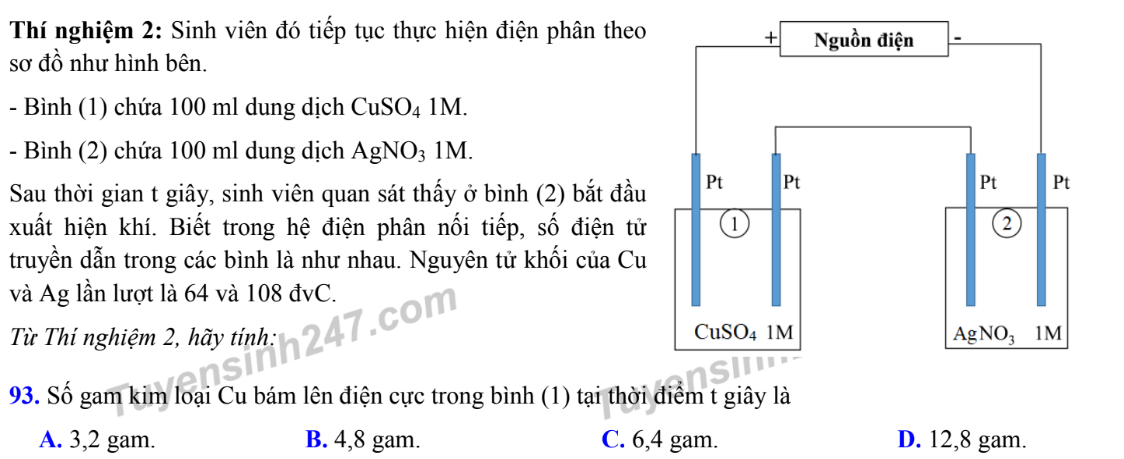 Thí nghiệm 2: Sinh viên đó tiếp tục thực hiện điện phân theo
sơ đồ như hình bên.
- Bình (1) chứa 100 ml dung dịch CuSO₄ 1M.
- Bình (2) chứa 100 ml dung dịch AgNO₃ 1M.
Sau thời gian t giây, sinh viên quan sát thấy ở bình (2) bắt đầu
xuất hiện khí. Biết trong hệ điện phân nối tiếp, số điện tử
truyền dẫn trong các bình là như nhau. Nguyên tử khối của Cu
và Ag lần lượt là 64 và 108 đvC.
Từ Thí nghiệm 2, hãy tính:
+ Nguồn điện -
Pt Pt Pt Pt
1 2
CuSO₄ 1M AgNO₃ 1M
Tuyensinh247.com
93. Số gam kim loại Cu bám lên điện cực trong bình (1) tại thời điểm t giây là
A. 3,2 gam. B. 4,8 gam. C. 6,4 gam. D. 12,8 gam.